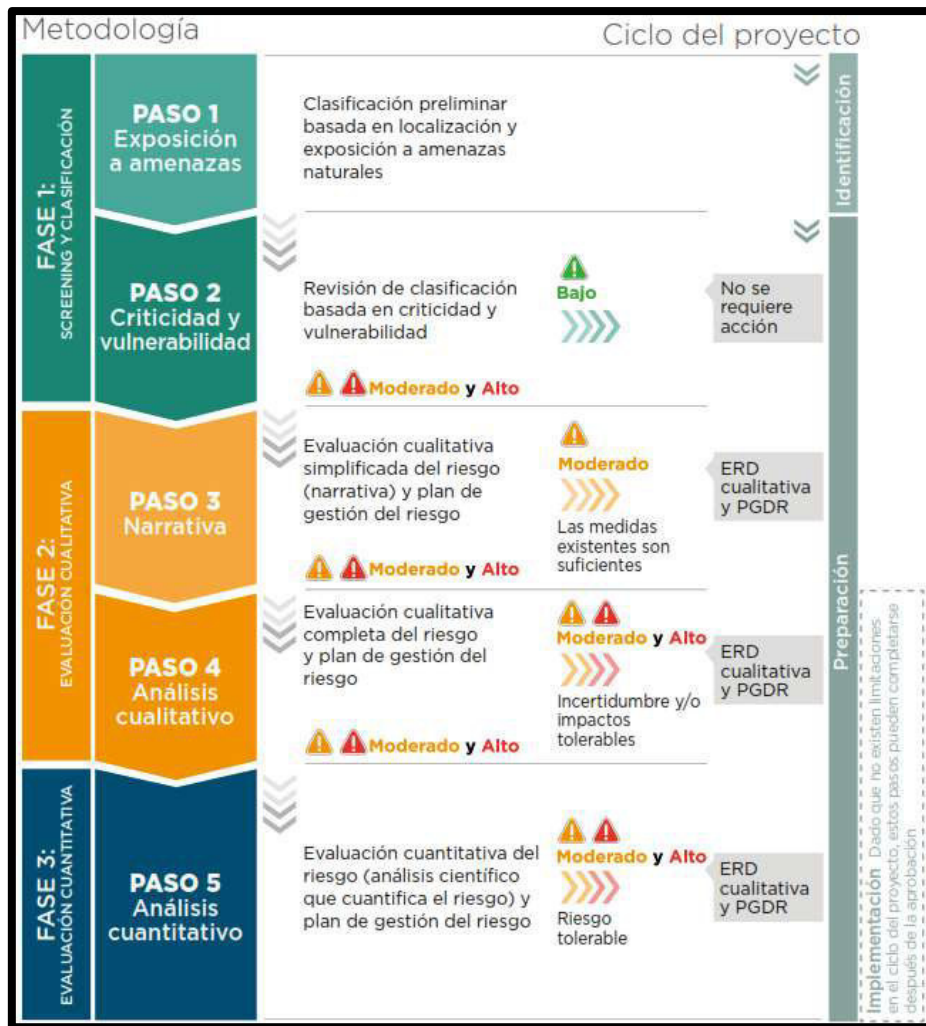 Metodología
Ciclo del proyecto
FASE 1:
SCREENING Y CLASIFICACIÓN
PASO 1
Exposición
a amenazas
Clasificación preliminar
basada en localización y
exposición a amenazas
naturales
Identificación
PASO 2
Criticidad y
vulnerabilidad
Revisión de clasificación
basada en criticidad y
vulnerabilidad
Bajo
No se
requiere
acción
Moderado y Alto
FASE 2:
EVALUACIÓN CUALITATIVA
PASO 3
Narrativa
Evaluación cualitativa
simplificada del riesgo
(narrativa) y plan de
gestión del riesgo
Moderado
Las medidas
existentes son
suficientes
ERD
cualitativa
y PGDR
Moderado y Alto
Preparación
PASO 4
Análisis
cualitativo
Evaluación cualitativa
completa del riesgo
y plan de gestión del
riesgo
Moderado y Alto
Incertidumbre y/o
impactos
tolerables
ERD
cualitativa
y PGDR
Moderado y Alto
FASE 3:
EVALUACIÓN CUANTITATIVA
PASO 5
Análisis
cuantitativo
Evaluación cuantitativa del
riesgo (análisis científico
que cuantifica el riesgo) y
plan de gestión del riesgo
Moderado y Alto
Riesgo
tolerable
ERD
cualitativa
y PGDR
Implementación Dado que no existen limitaciones
en el ciclo del proyecto, estos pasos pueden completarse
después de la aprobación